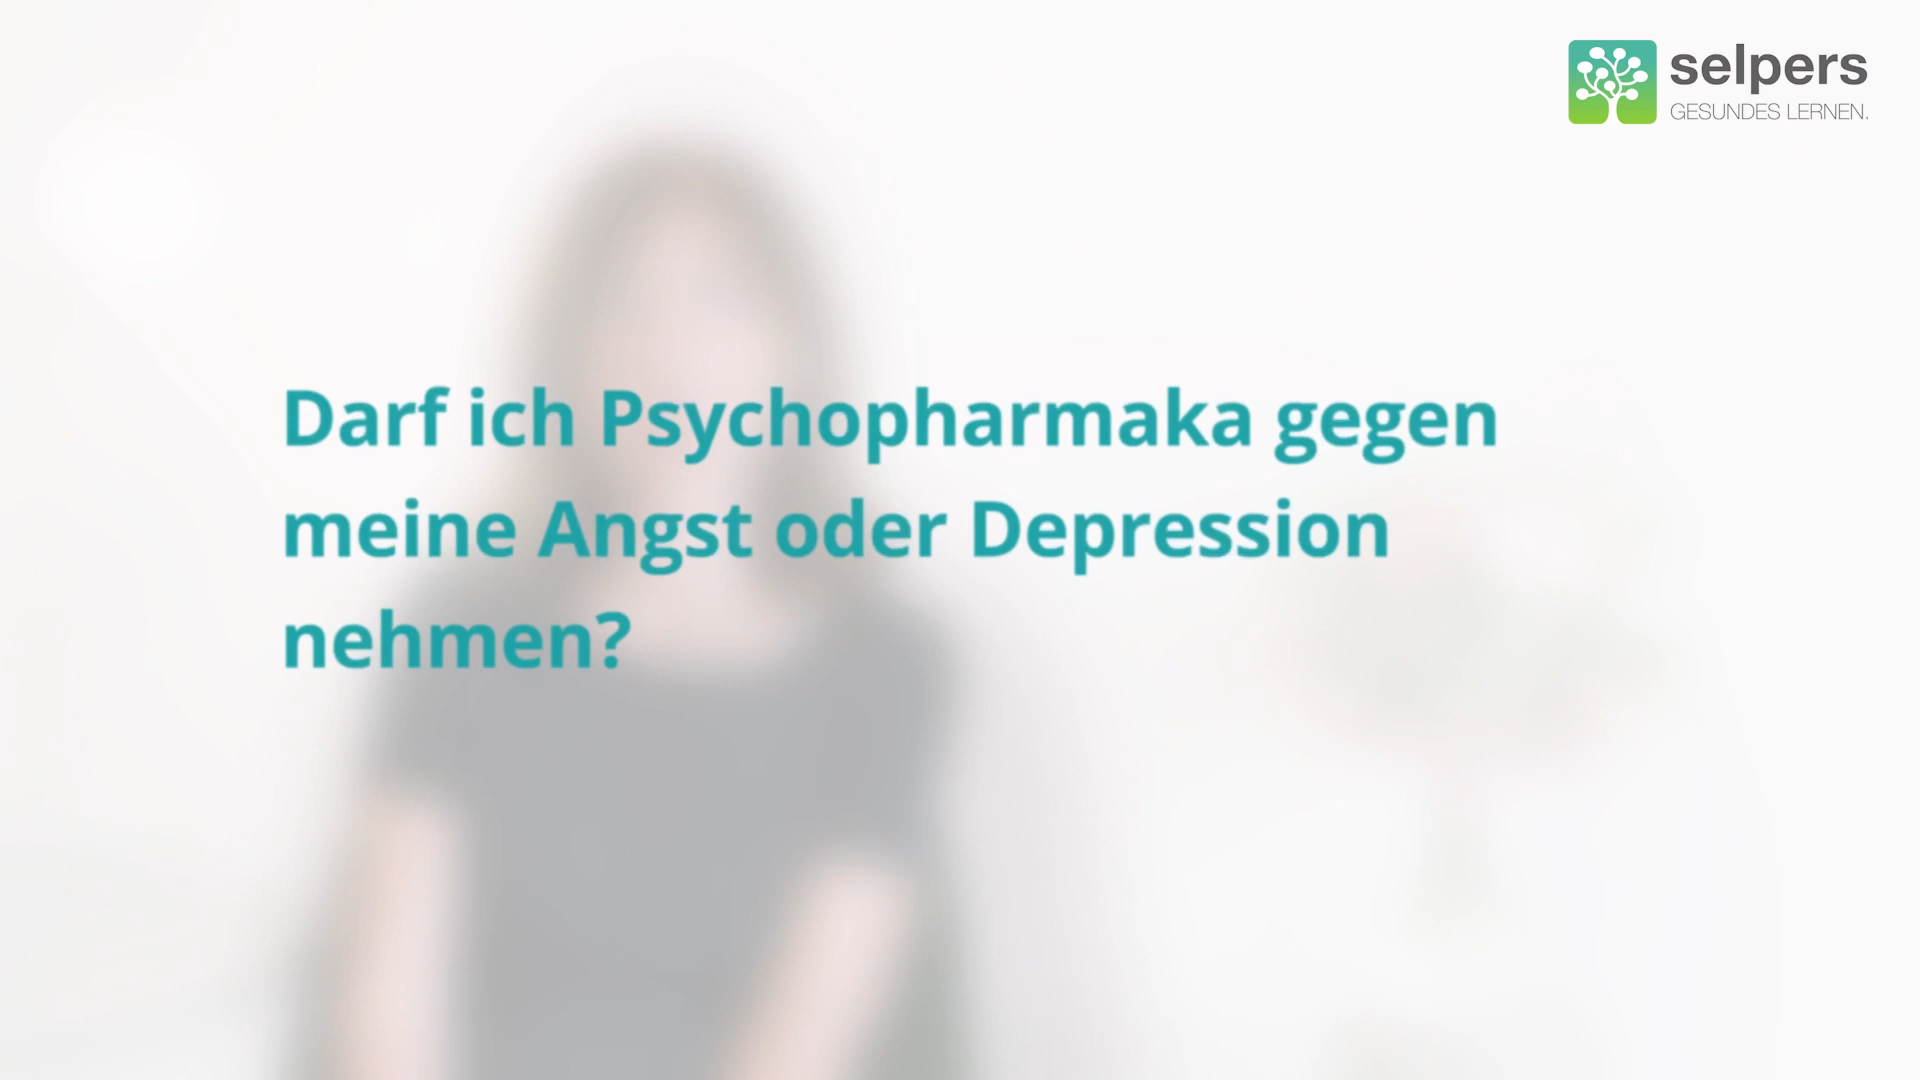 selpers
GESUNDES LERNEN.
Darf ich Psychopharmaka gegen
meine Angst oder Depression
nehmen?